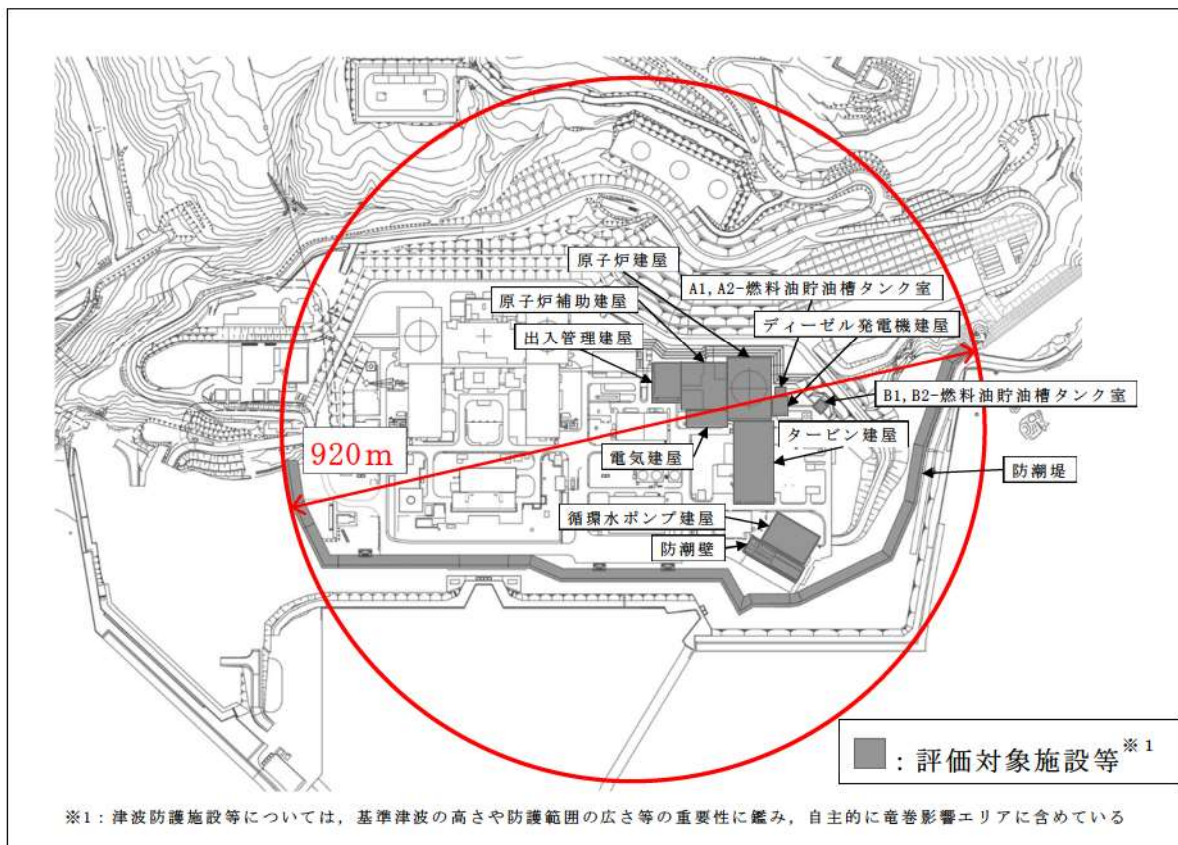 原子炉建屋
A1,A2-燃料油貯油槽タンク室
原子炉補助建屋
ディーゼル発電機建屋
出入管理建屋
B1,B2-燃料油貯油槽タンク室
920m
電気建屋
タービン建屋
防潮堤
循環水ポンプ建屋
防潮壁
：評価対象施設等※1
※1：津波防護施設等については，基準津波の高さや防護範囲の広さ等の重要性に鑑み，自主的に竜巻影響エリアに含めている